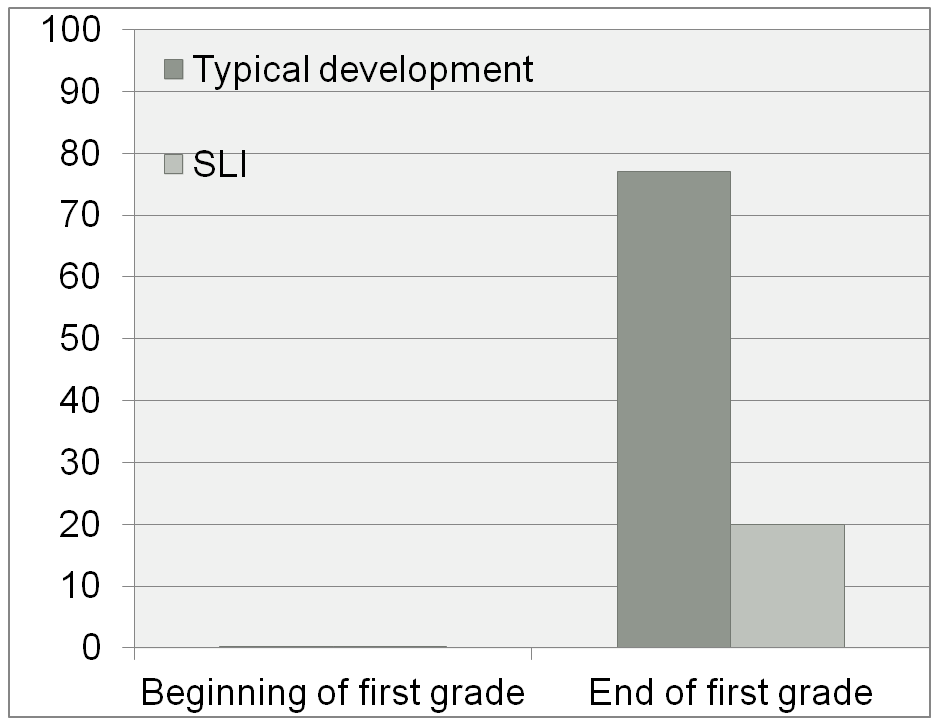 100
90
80
70
60
50
40
30
20
10
0
Typical development
SLI
Beginning of first grade
End of first grade